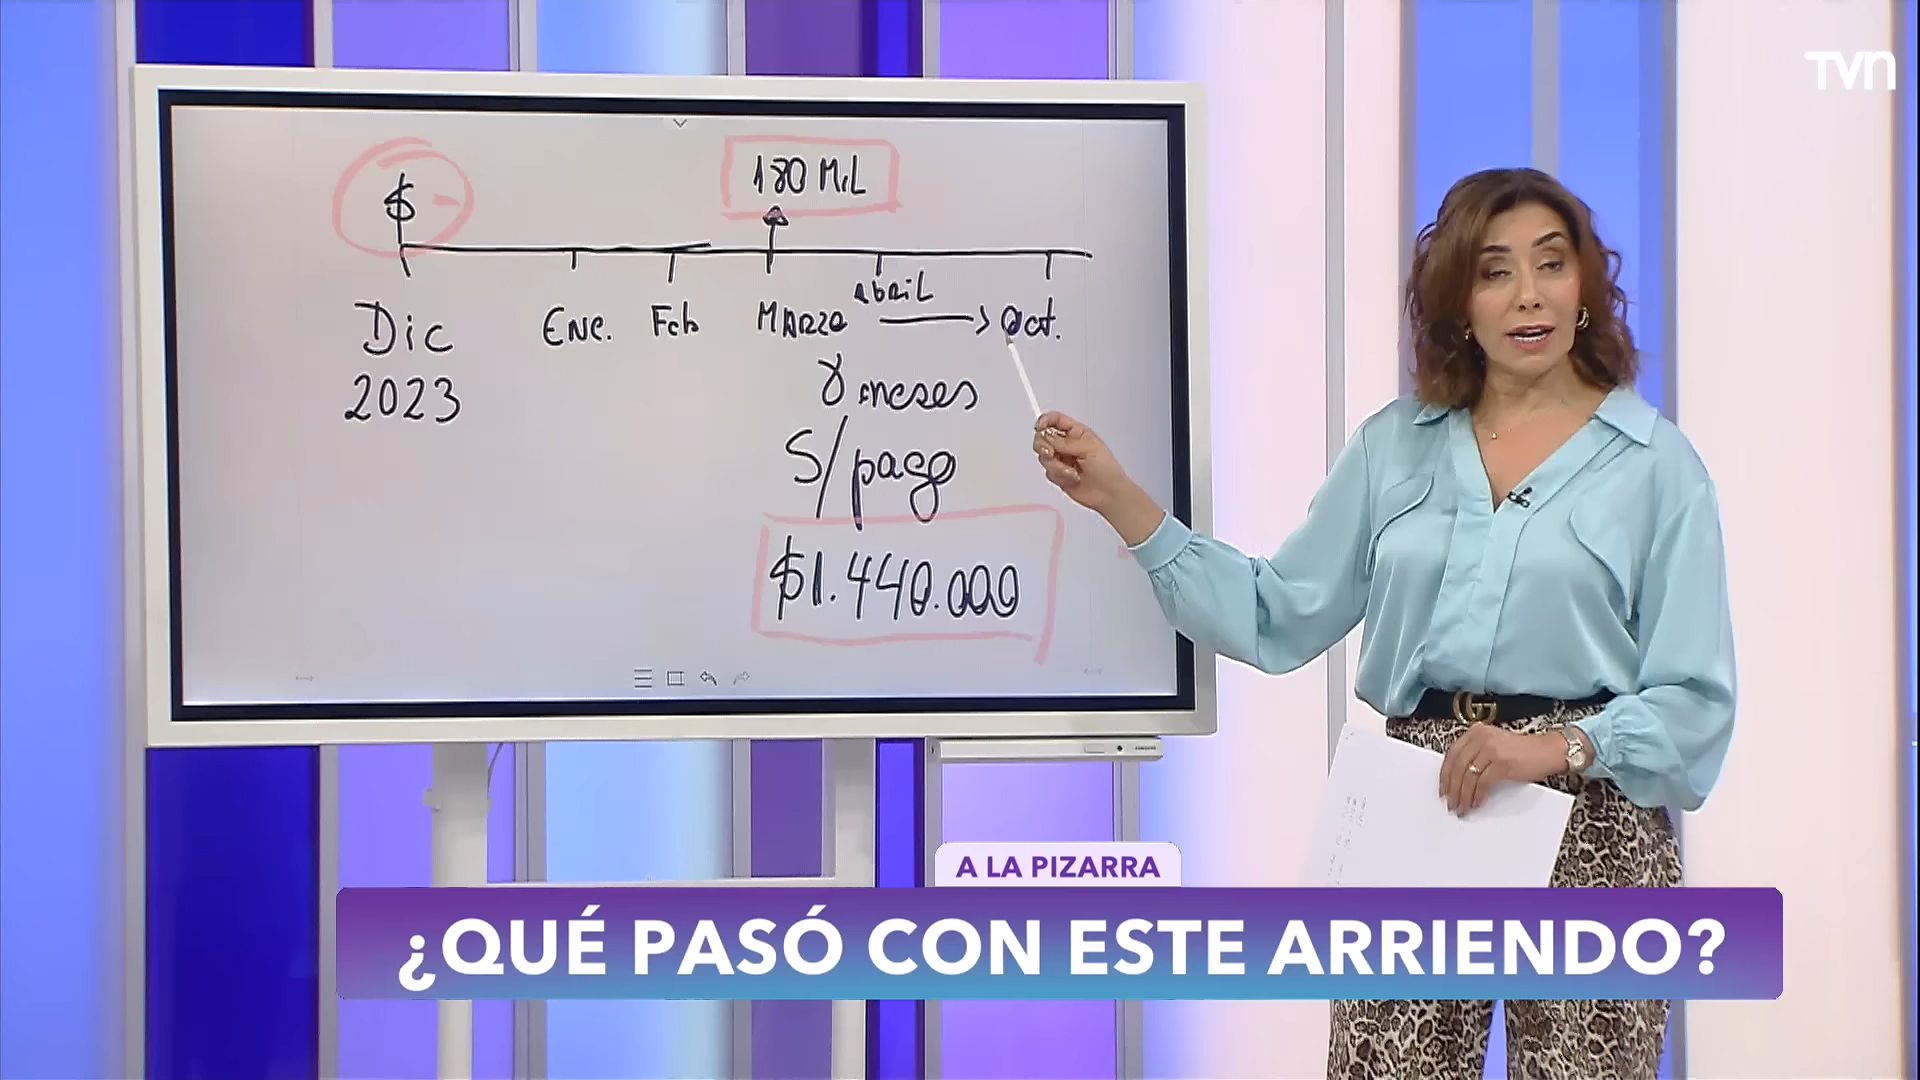 TVN
$
180 MIL
Dic
2023
Ene.
Feb
MARZO
abril
Oct.
8 meses
S/pago
$1.440.000
A LA PIZARRA
¿QUÉ PASÓ CON ESTE ARRIENDO?